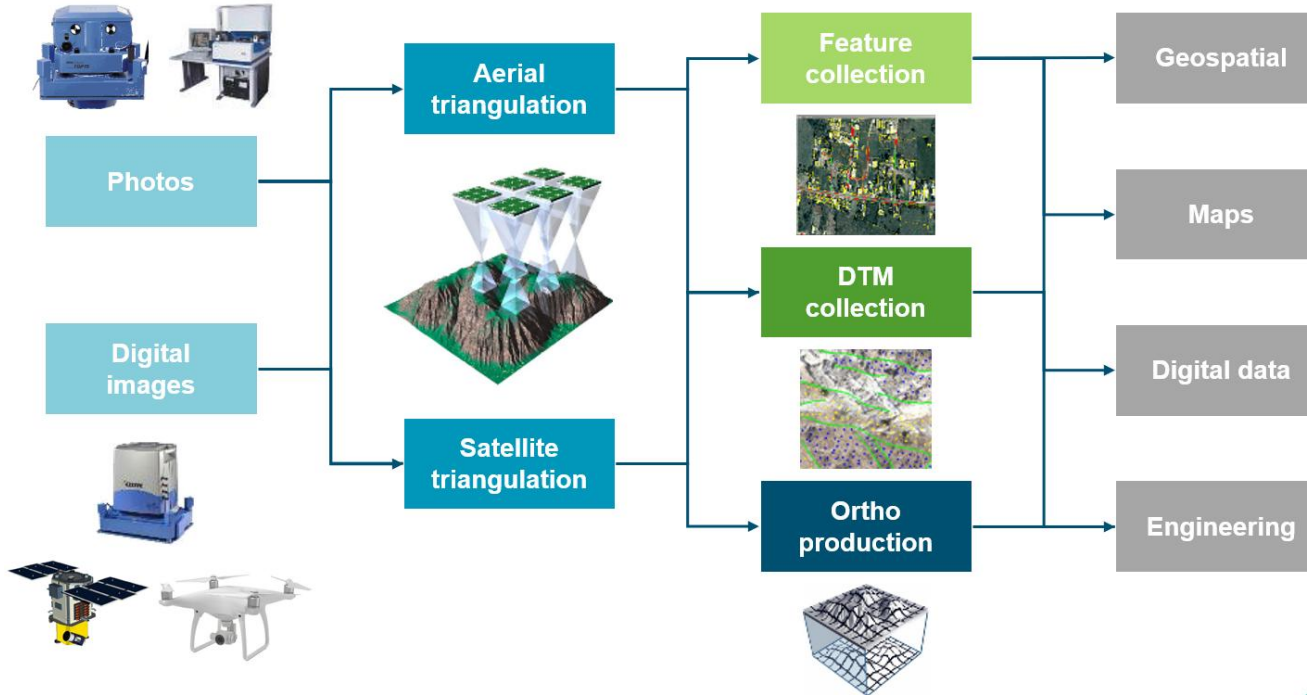 Photos
Digital
images
Aerial
triangulation
Satellite
triangulation
Feature
collection
DTM
collection
Ortho
production
Geospatial
Maps
Digital data
Engineering